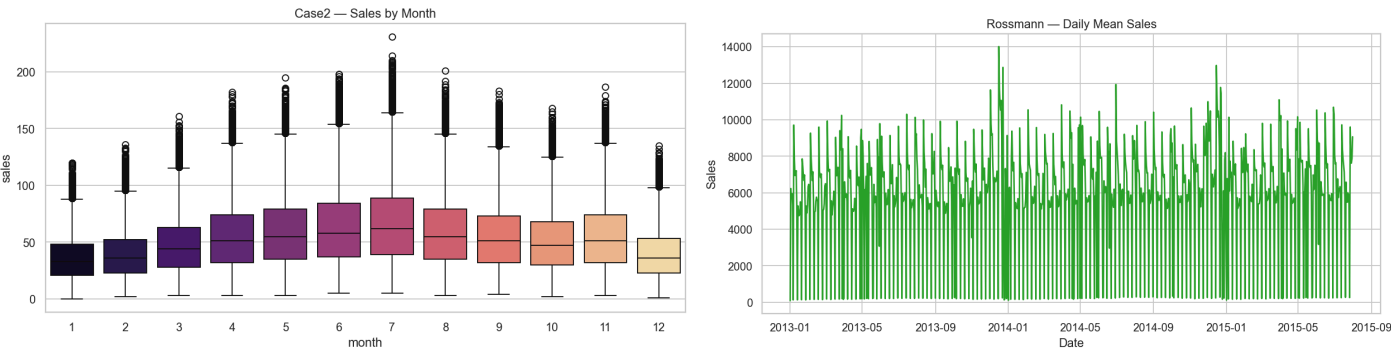 Case2 — Sales by Month
200
150
100
50
0
sales
1 2 3 4 5 6 7 8 9 10 11 12
month
Rossmann — Daily Mean Sales
14000
12000
10000
8000
6000
4000
2000
0
Sales
2013-01 2013-05 2013-09 2014-01 2014-05 2014-09 2015-01 2015-05 2015-09
Date